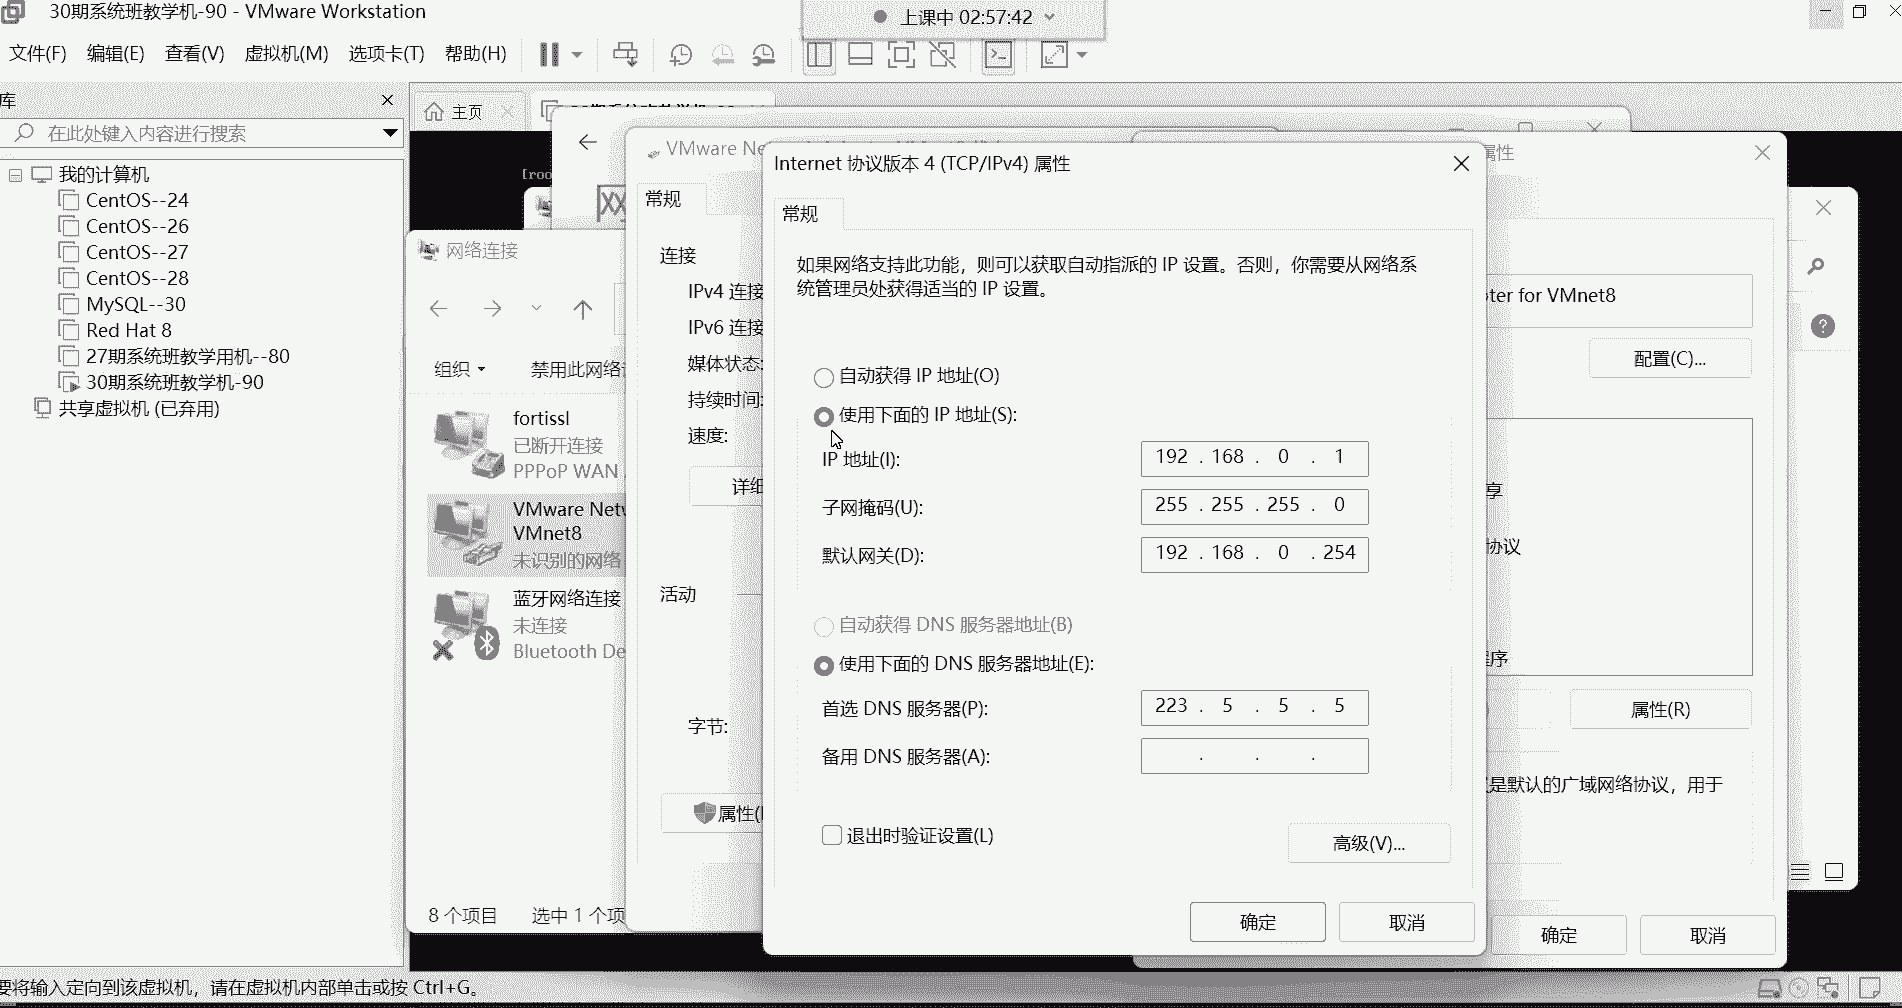 30期系统班教学机-90 - VMware Workstation
上课中 02:57:42
文件(F) 编辑(E) 查看(V) 虚拟机(M) 选项卡(T) 帮助(H)
库
主页
在此处键入内容进行搜索
我的计算机
CentOS--24
CentOS--26
CentOS--27
CentOS--28
MySQL--30
Red Hat 8
27期系统班教学用机--80
30期系统班教学机-90
共享虚拟机 (已弃用)
[roo
网络连接
组织
禁用此网络
fortissl
已断开连接
PPPoP WAN
VMware Netw
VMnet8
未识别的网络
蓝牙网络连接
未连接
Bluetooth De
8 个项目 选中 1 个项
VMware Ne
常规
连接
IPv4 连接
IPv6 连接
媒体状态:
持续时间:
速度:
详细
活动
字节:
属性(
Internet 协议版本 4 (TCP/IPv4) 属性
常规
如果网络支持此功能，则可以获取自动指派的 IP 设置。否则，你需要从网络系
统管理员处获得适当的 IP 设置。
自动获得 IP 地址(O)
使用下面的 IP 地址(S):
IP 地址(I): 192 . 168 . 0 . 1
子网掩码(U): 255 . 255 . 255 . 0
默认网关(D): 192 . 168 . 0 . 254
自动获得 DNS 服务器地址(B)
使用下面的 DNS 服务器地址(E):
首选 DNS 服务器(P): 223 . 5 . 5 . 5
备用 DNS 服务器(A): . . .
退出时验证设置(L)
高级(V)...
确定 取消
属性
ter for VMnet8
配置(C)...
享
协议
程序
属性(R)
是默认的广域网络协议，用于
确定 取消
要将输入定向到该虚拟机，请在虚拟机内部单击或按 Ctrl+G。